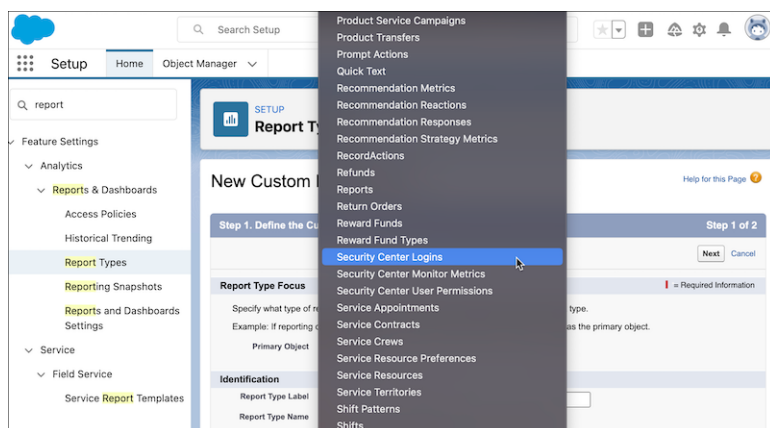 Search Setup
Setup
Home
Object Manager
report
Feature Settings
Analytics
Reports & Dashboards
Access Policies
Historical Trending
Report Types
Reporting Snapshots
Reports and Dashboards
Settings
Service
Field Service
Service Report Templates
SETUP
Report Ty
New Custom
Help for this Page
Step 1. Define the Cu
Step 1 of 2
Next
Cancel
Report Type Focus
= Required Information
Specify what type of re
type.
Example: If reporting o
as the primary object.
Primary Object
Identification
Report Type Label
Report Type Name
Product Service Campaigns
Product Transfers
Prompt Actions
Quick Text
Recommendation Metrics
Recommendation Reactions
Recommendation Responses
Recommendation Strategy Metrics
RecordActions
Refunds
Reports
Return Orders
Reward Funds
Reward Fund Types
Security Center Logins
Security Center Monitor Metrics
Security Center User Permissions
Service Appointments
Service Contracts
Service Crews
Service Resource Preferences
Service Resources
Service Territories
Shift Patterns
Shifts